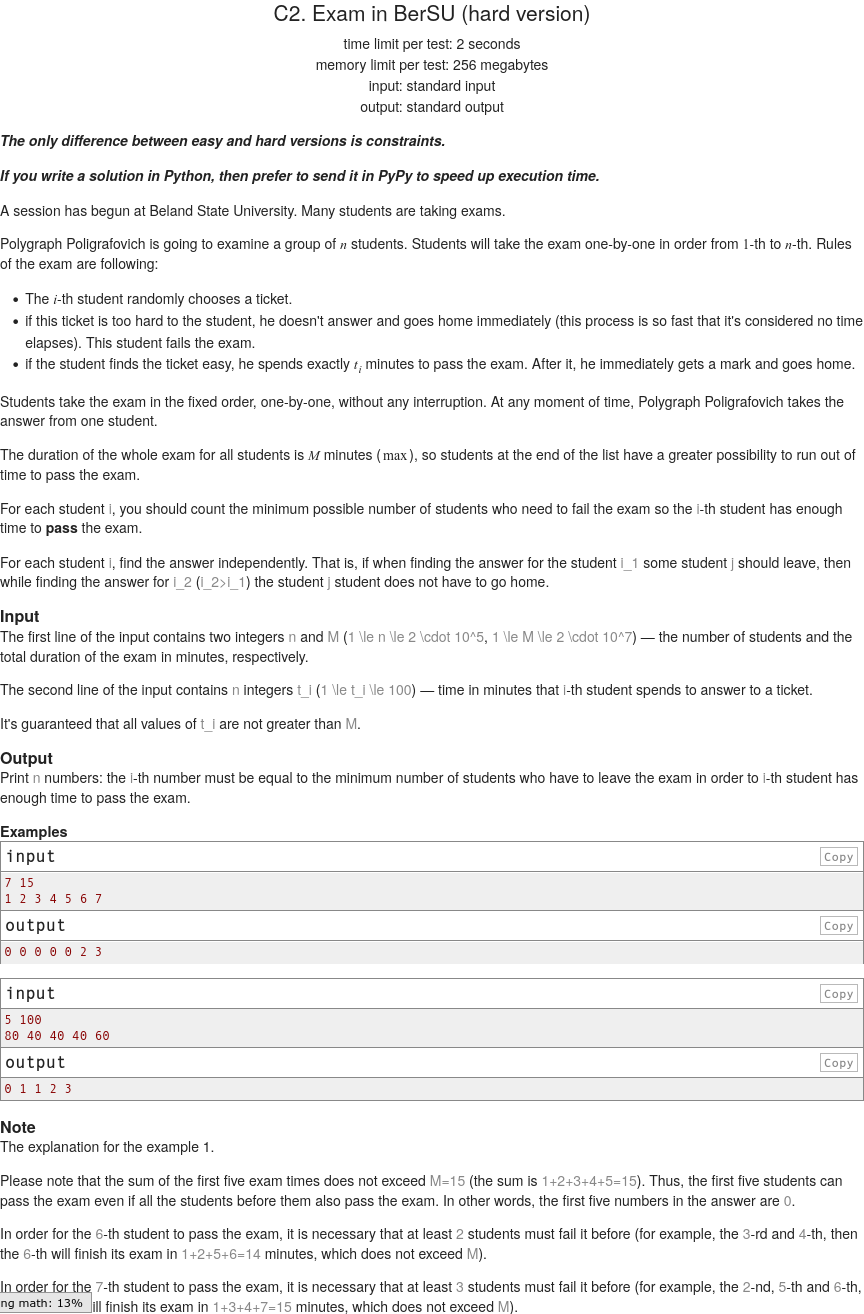 C2. Exam in BerSU (hard version)
time limit per test: 2 seconds
memory limit per test: 256 megabytes
input: standard input
output: standard output
The only difference between easy and hard versions is constraints.
If you write a solution in Python, then prefer to send it in PyPy to speed up execution time.
A session has begun at Beland State University. Many students are taking exams.
Polygraph Poligrafovich is going to examine a group of n students. Students will take the exam one-by-one in order from 1-th to n-th. Rules
of the exam are following:
• The i-th student randomly chooses a ticket.
• if this ticket is too hard to the student, he doesn't answer and goes home immediately (this process is so fast that it's considered no time
elapses). This student fails the exam.
• if the student finds the ticket easy, he spends exactly t_i minutes to pass the exam. After it, he immediately gets a mark and goes home.
Students take the exam in the fixed order, one-by-one, without any interruption. At any moment of time, Polygraph Poligrafovich takes the
answer from one student.
The duration of the whole exam for all students is M minutes (max), so students at the end of the list have a greater possibility to run out of
time to pass the exam.
For each student i, you should count the minimum possible number of students who need to fail the exam so the i-th student has enough
time to pass the exam.
For each student i, find the answer independently. That is, if when finding the answer for the student i_1 some student j should leave, then
while finding the answer for i_2 (i_2>i_1) the student j student does not have to go home.
Input
The first line of the input contains two integers n and M (1 \le n \le 2 \cdot 10^5, 1 \le M \le 2 \cdot 10^7) — the number of students and the
total duration of the exam in minutes, respectively.
The second line of the input contains n integers t_i (1 \le t_i \le 100) — time in minutes that i-th student spends to answer to a ticket.
It's guaranteed that all values of t_i are not greater than M.
Output
Print n numbers: the i-th number must be equal to the minimum number of students who have to leave the exam in order to i-th student has
enough time to pass the exam.
Examples
input Copy
7 15
1 2 3 4 5 6 7
output Copy
0 0 0 0 0 2 3
input Copy
5 100
80 40 40 40 60
output Copy
0 1 1 2 3
Note
The explanation for the example 1.
Please note that the sum of the first five exam times does not exceed M=15 (the sum is 1+2+3+4+5=15). Thus, the first five students can
pass the exam even if all the students before them also pass the exam. In other words, the first five numbers in the answer are 0.
In order for the 6-th student to pass the exam, it is necessary that at least 2 students must fail it before (for example, the 3-rd and 4-th, then
the 6-th will finish its exam in 1+2+5+6=14 minutes, which does not exceed M).
In order for the 7-th student to pass the exam, it is necessary that at least 3 students must fail it before (for example, the 2-nd, 5-th and 6-th,
ng math: 13% ill finish its exam in 1+3+4+7=15 minutes, which does not exceed M).